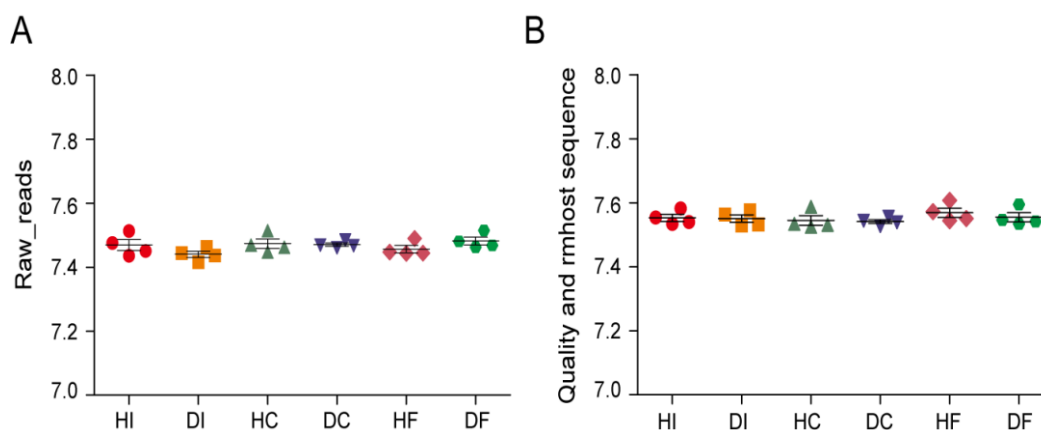 A
Raw_reads
8.0
7.8
7.6
7.4
7.2
7.0
HI DI HC DC HF DF
B
Quality and rmhost sequence
8.0
7.8
7.6
7.4
7.2
7.0
HI DI HC DC HF DF